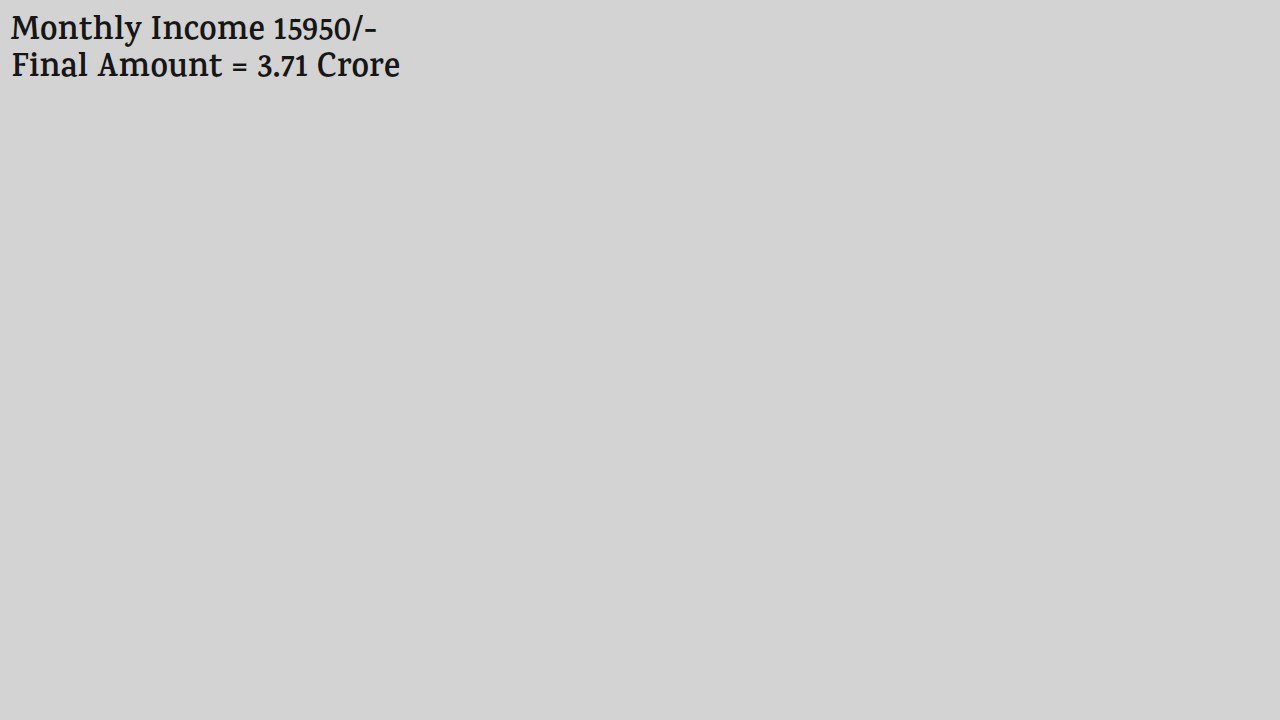 Monthly Income 15950/-
Final Amount = 3.71 Crore